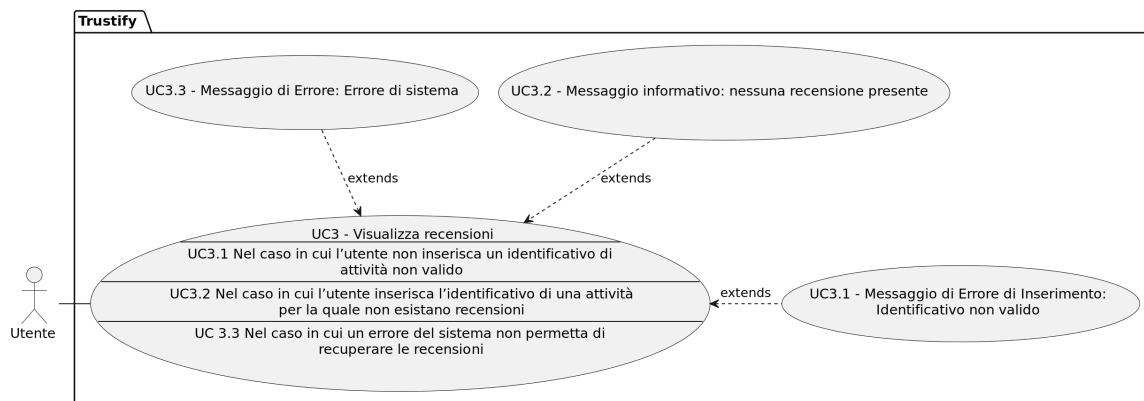 Trustify
UC3.3 - Messaggio di Errore: Errore di sistema
UC3.2 - Messaggio informativo: nessuna recensione presente
extends
extends
UC3 - Visualizza recensioni
UC3.1 Nel caso in cui l’utente non inserisca un identificativo di
attività non valido
UC3.2 Nel caso in cui l’utente inserisca l’identificativo di una attività
per la quale non esistano recensioni
UC 3.3 Nel caso in cui un errore del sistema non permetta di
recuperare le recensioni
Utente
extends
UC3.1 - Messaggio di Errore di Inserimento:
Identificativo non valido